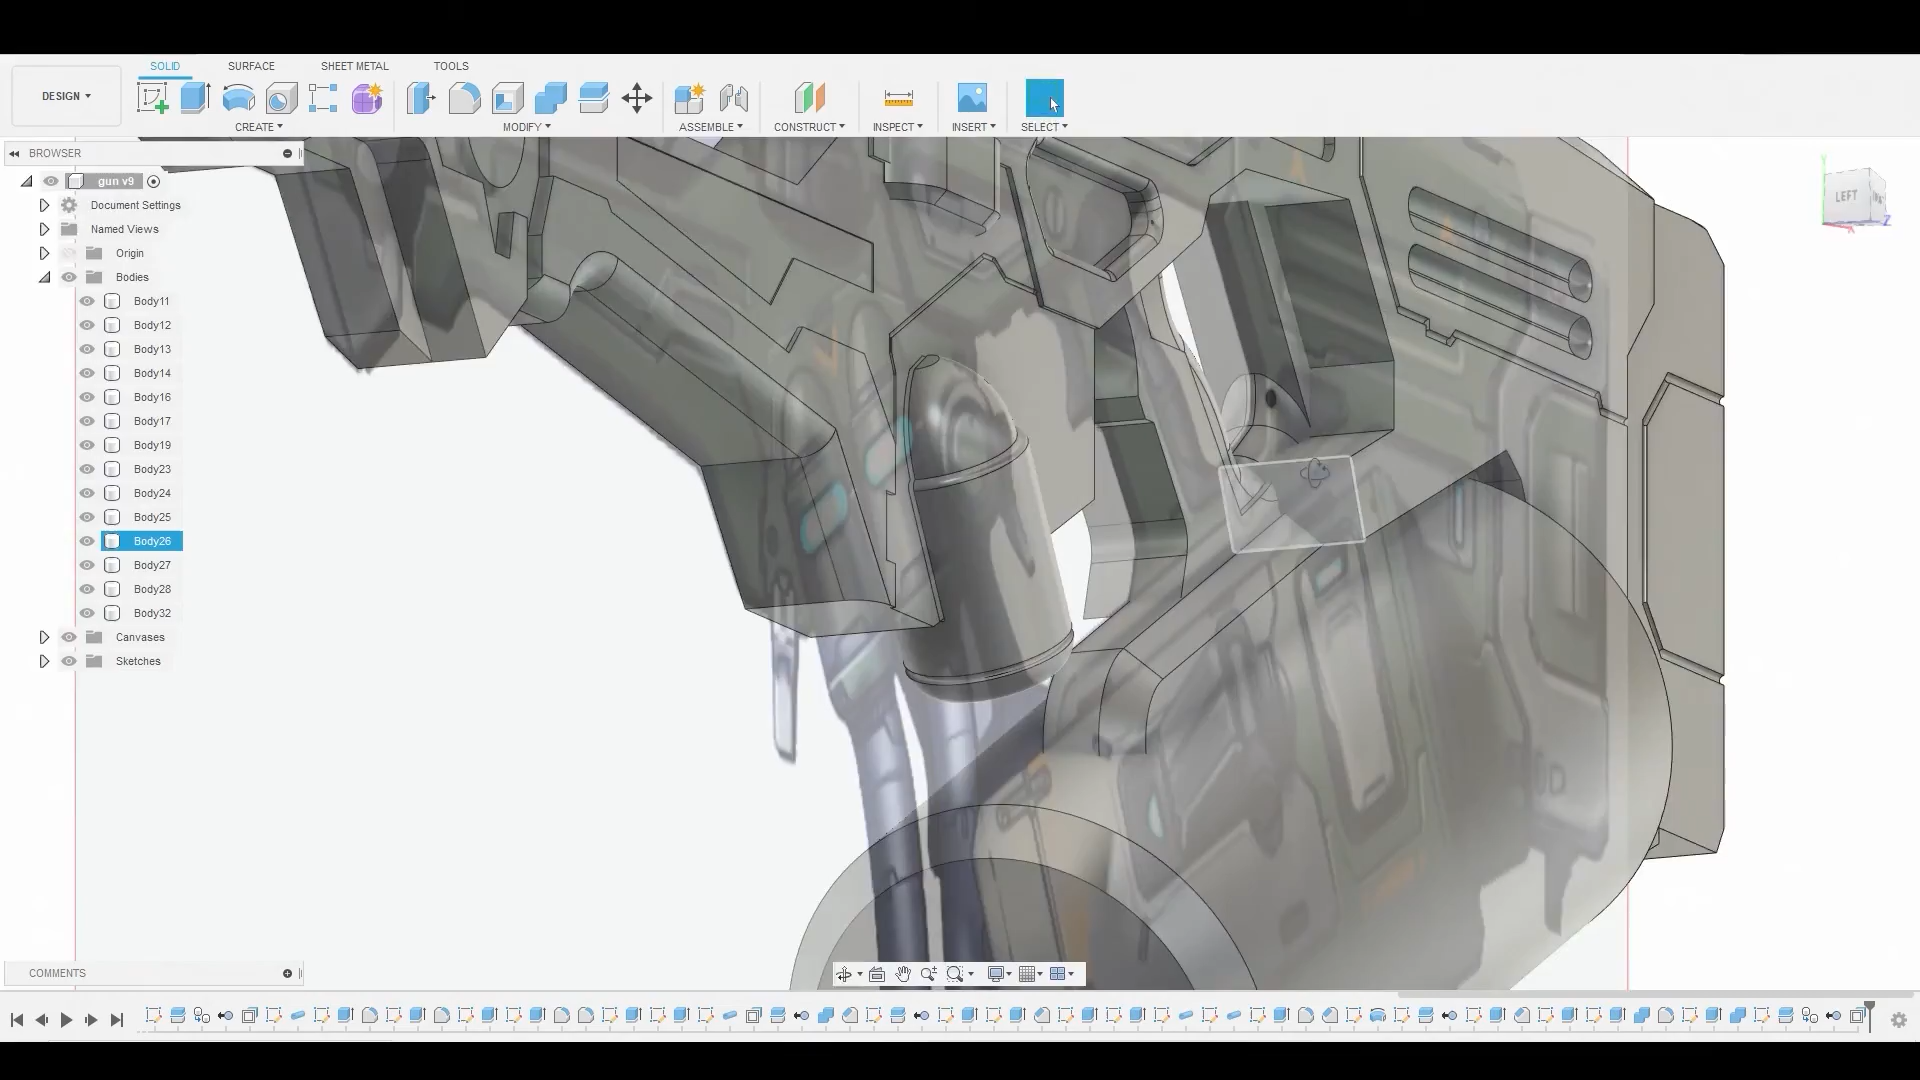 SOLID SURFACE SHEET METAL TOOLS
DESIGN
CREATE MODIFY ASSEMBLE CONSTRUCT INSPECT INSERT SELECT
BROWSER
gun v9
Document Settings
Named Views
Origin
Bodies
Body11
Body12
Body13
Body14
Body16
Body17
Body19
Body23
Body24
Body25
Body26
Body27
Body28
Body32
Canvases
Sketches
COMMENTS
LEFT
Y
Z
X